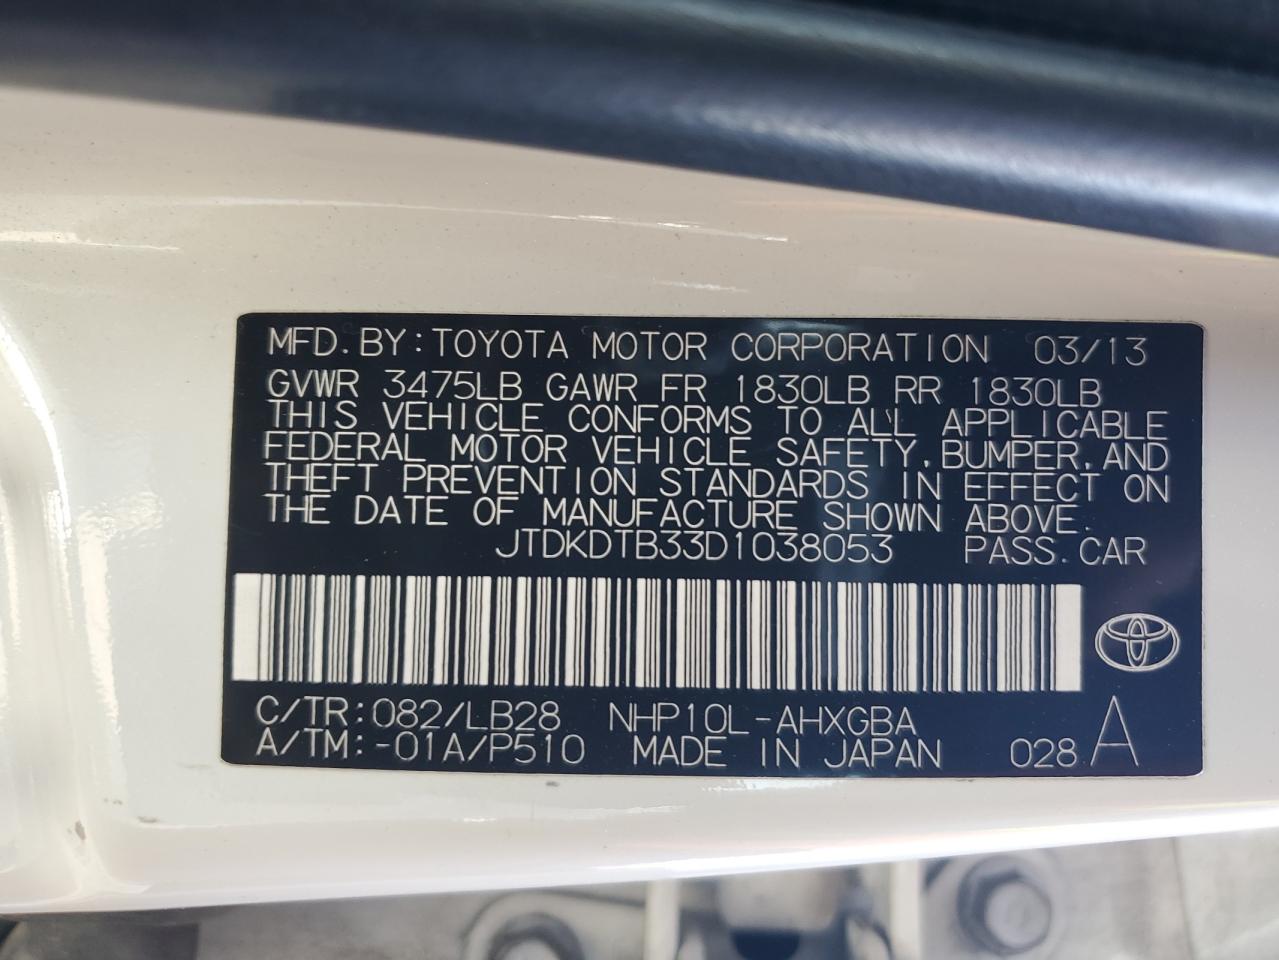 MFD. BY: TOYOTA MOTOR CORPORATION 03/13
GVWR 3475LB GAWR FR 1830LB RR 1830LB
THIS VEHICLE CONFORMS TO ALL APPLICABLE
FEDERAL MOTOR VEHICLE SAFETY, BUMPER, AND
THEFT PREVENTION STANDARDS IN EFFECT ON
THE DATE OF MANUFACTURE SHOWN ABOVE.
JTDKDTB33D1038053 PASS. CAR
C/TR: 082/LB28 NHP10L-AHXGBA
A/TM: -01A/P510 MADE IN JAPAN 028 A